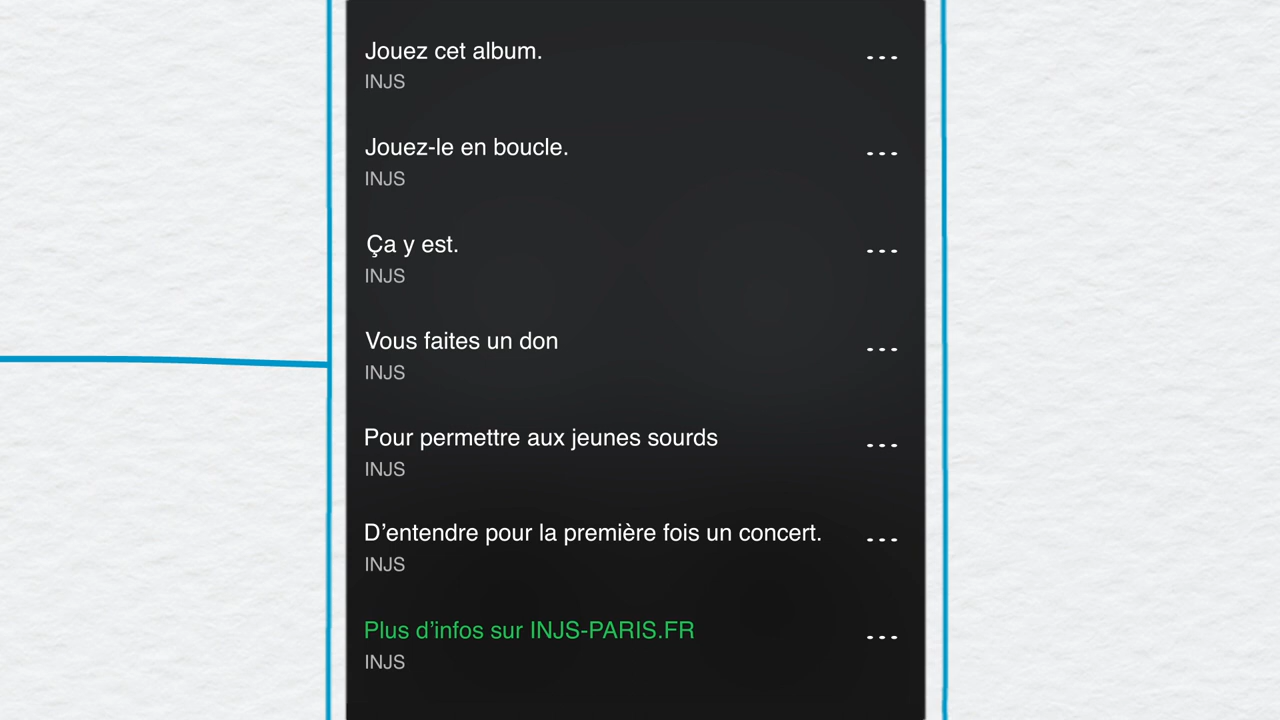 Jouez cet album.
INJS
Jouez-le en boucle.
INJS
Ça y est.
INJS
Vous faites un don
INJS
Pour permettre aux jeunes sourds
INJS
D’entendre pour la première fois un concert.
INJS
Plus d’infos sur INJS-PARIS.FR
INJS